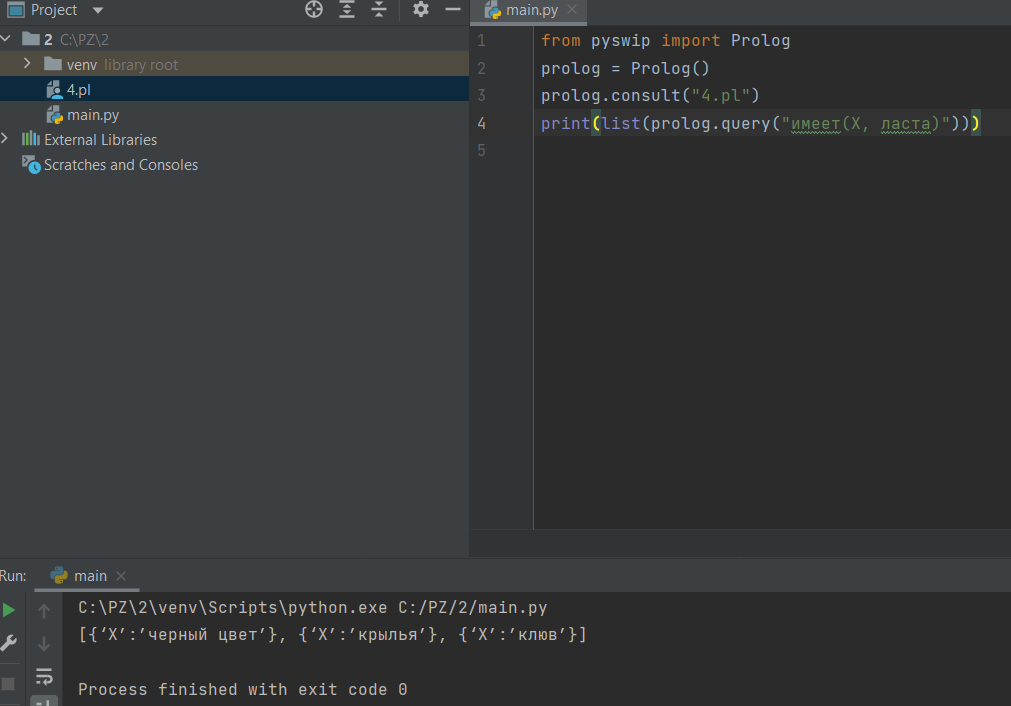 Project
main.py
2 C:\PZ\2
venv library root
4.pl
main.py
External Libraries
Scratches and Consoles
1 from pyswip import Prolog
2 prolog = Prolog()
3 prolog.consult("4.pl")
4 print(list(prolog.query("имеет(X, ласта)")))
5
Run: main
C:\PZ\2\venv\Scripts\python.exe C:/PZ/2/main.py
[{‘X’:’черный цвет’}, {‘X’:’крылья’}, {‘X’:’клюв’}]
Process finished with exit code 0